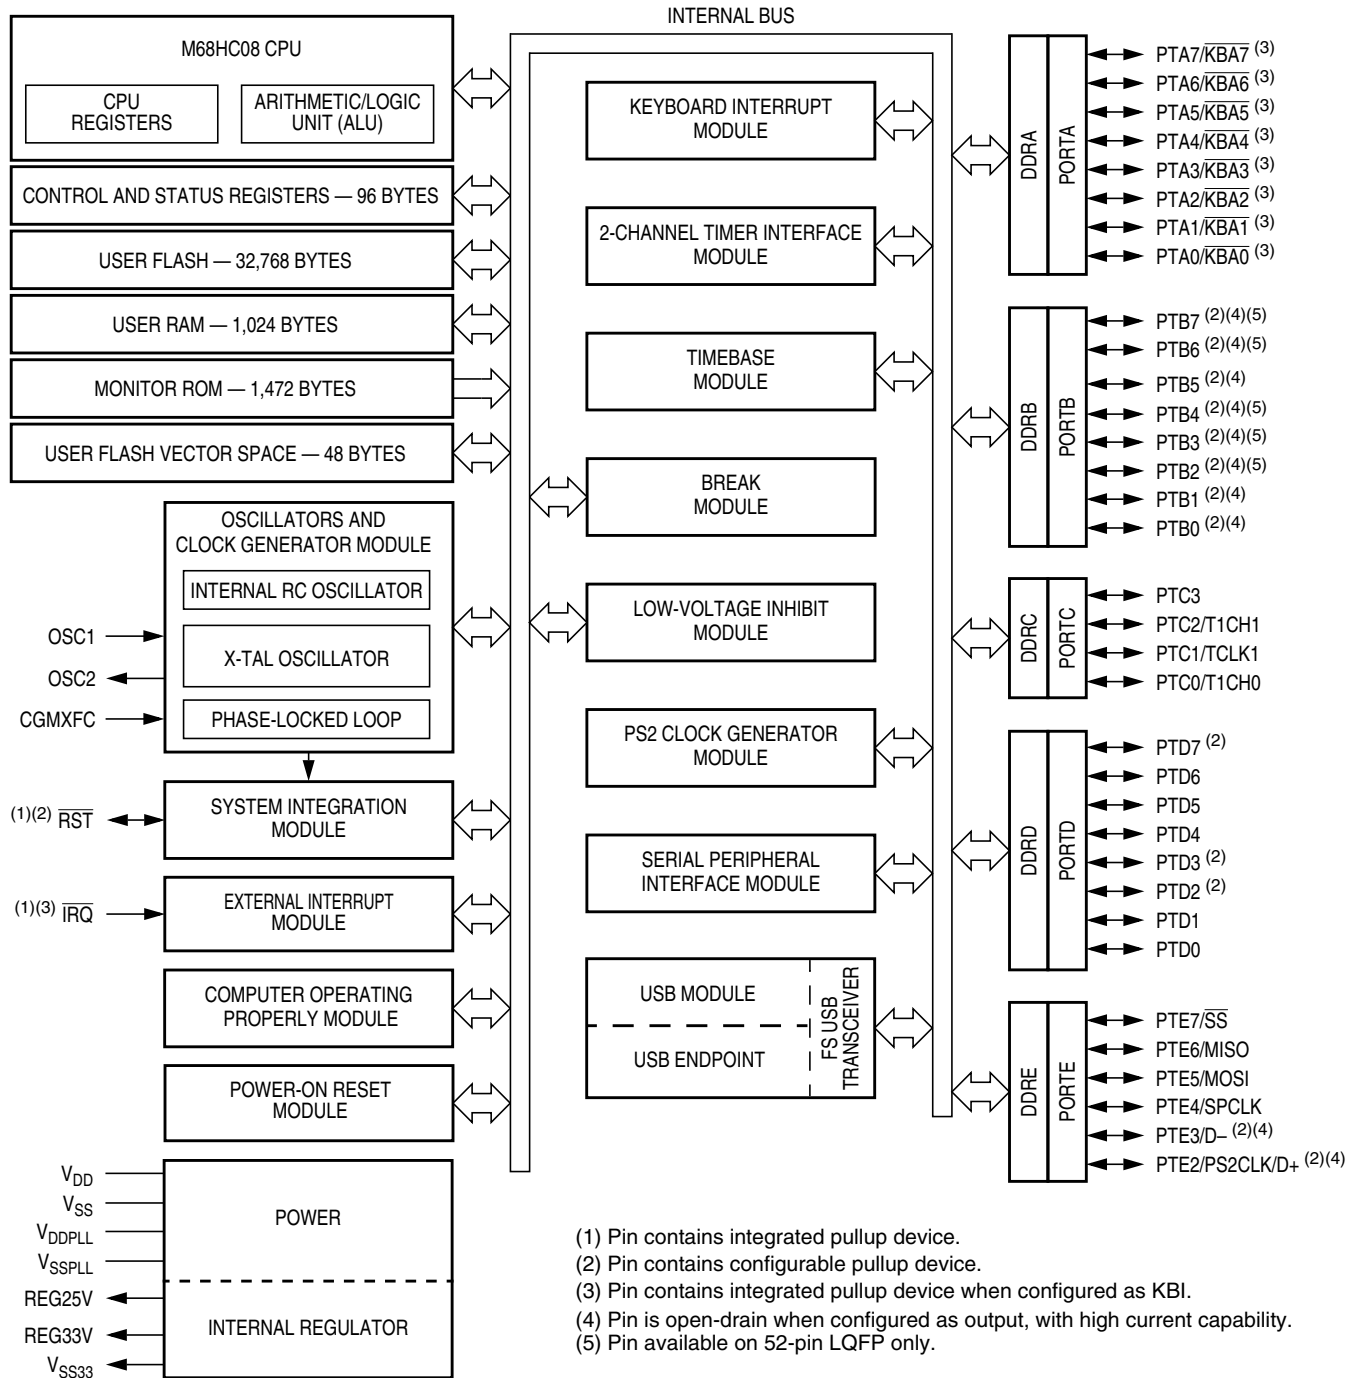 INTERNAL BUS
M68HC08 CPU
CPU
REGISTERS
ARITHMETIC/LOGIC
UNIT (ALU)
CONTROL AND STATUS REGISTERS — 96 BYTES
USER FLASH — 32,768 BYTES
USER RAM — 1,024 BYTES
MONITOR ROM — 1,472 BYTES
USER FLASH VECTOR SPACE — 48 BYTES
OSCILLATORS AND
CLOCK GENERATOR MODULE
INTERNAL RC OSCILLATOR
X-TAL OSCILLATOR
PHASE-LOCKED LOOP
OSC1
OSC2
CGMXFC
(1)(2) RST
SYSTEM INTEGRATION
MODULE
(1)(3) IRQ
EXTERNAL INTERRUPT
MODULE
COMPUTER OPERATING
PROPERLY MODULE
POWER-ON RESET
MODULE
VDD
VSS
VDDPLL
VSSPLL
POWER
REG25V
REG33V
VSS33
INTERNAL REGULATOR
KEYBOARD INTERRUPT
MODULE
2-CHANNEL TIMER INTERFACE
MODULE
TIMEBASE
MODULE
BREAK
MODULE
LOW-VOLTAGE INHIBIT
MODULE
PS2 CLOCK GENERATOR
MODULE
SERIAL PERIPHERAL
INTERFACE MODULE
USB MODULE
USB ENDPOINT
FS USB
TRANSCEIVER
DDRA
PORTA
PTA7/KBA7 (3)
PTA6/KBA6 (3)
PTA5/KBA5 (3)
PTA4/KBA4 (3)
PTA3/KBA3 (3)
PTA2/KBA2 (3)
PTA1/KBA1 (3)
PTA0/KBA0 (3)
DDRB
PORTB
PTB7 (2)(4)(5)
PTB6 (2)(4)(5)
PTB5 (2)(4)
PTB4 (2)(4)(5)
PTB3 (2)(4)(5)
PTB2 (2)(4)(5)
PTB1 (2)(4)
PTB0 (2)(4)
DDRC
PORTC
PTC3
PTC2/T1CH1
PTC1/TCLK1
PTC0/T1CH0
DDRD
PORTD
PTD7 (2)
PTD6
PTD5
PTD4
PTD3 (2)
PTD2 (2)
PTD1
PTD0
DDRE
PORTE
PTE7/SS
PTE6/MISO
PTE5/MOSI
PTE4/SPCLK
PTE3/D– (2)(4)
PTE2/PS2CLK/D+ (2)(4)
(1) Pin contains integrated pullup device.
(2) Pin contains configurable pullup device.
(3) Pin contains integrated pullup device when configured as KBI.
(4) Pin is open-drain when configured as output, with high current capability.
(5) Pin available on 52-pin LQFP only.